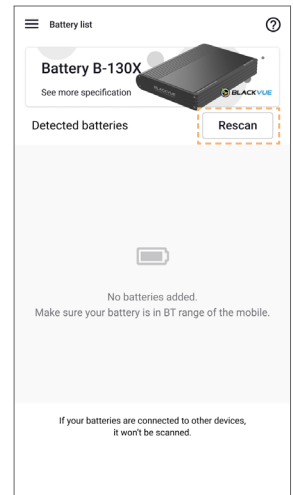 Battery list
Battery B-130X
See more specification
BLACKVUE
BLACKVUE
Detected batteries
Rescan
No batteries added.
Make sure your battery is in BT range of the mobile.
If your batteries are connected to other devices,
it won't be scanned.